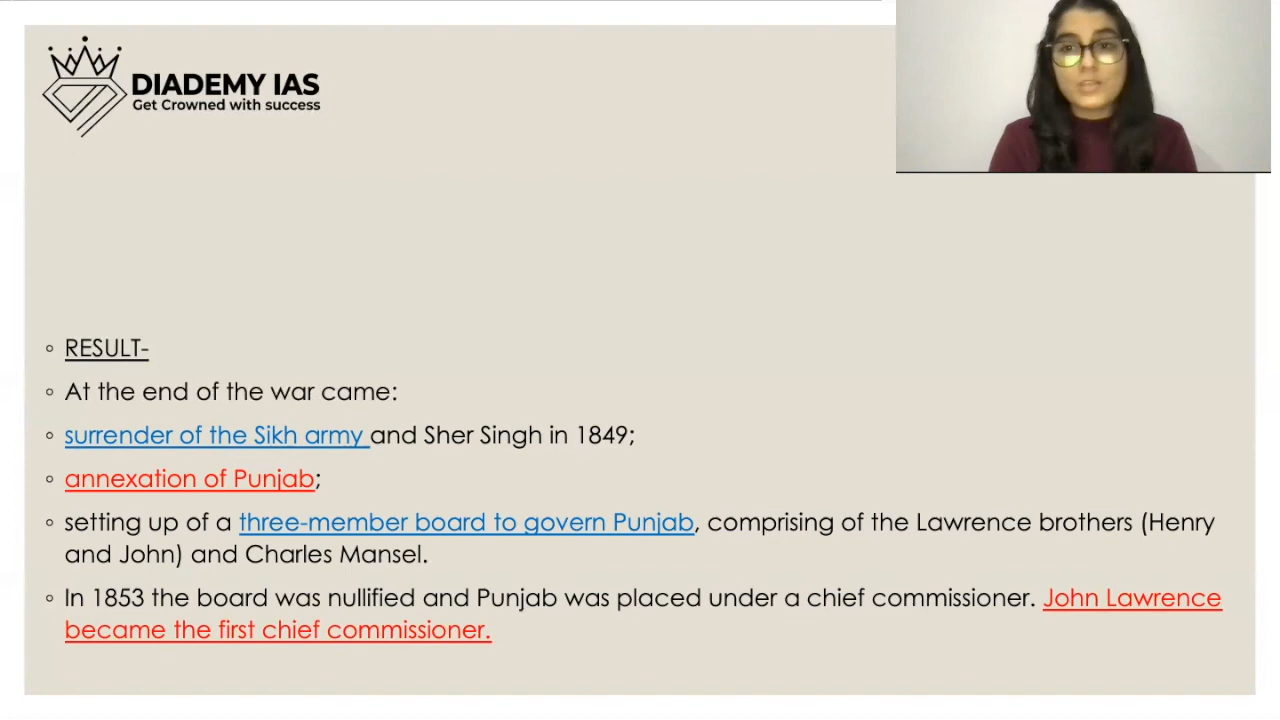 DIADEMY IAS
Get Crowned with success
RESULT-
At the end of the war came:
surrender of the Sikh army and Sher Singh in 1849;
annexation of Punjab;
setting up of a three-member board to govern Punjab, comprising of the Lawrence brothers (Henry
and John) and Charles Mansel.
In 1853 the board was nullified and Punjab was placed under a chief commissioner. John Lawrence
became the first chief commissioner.